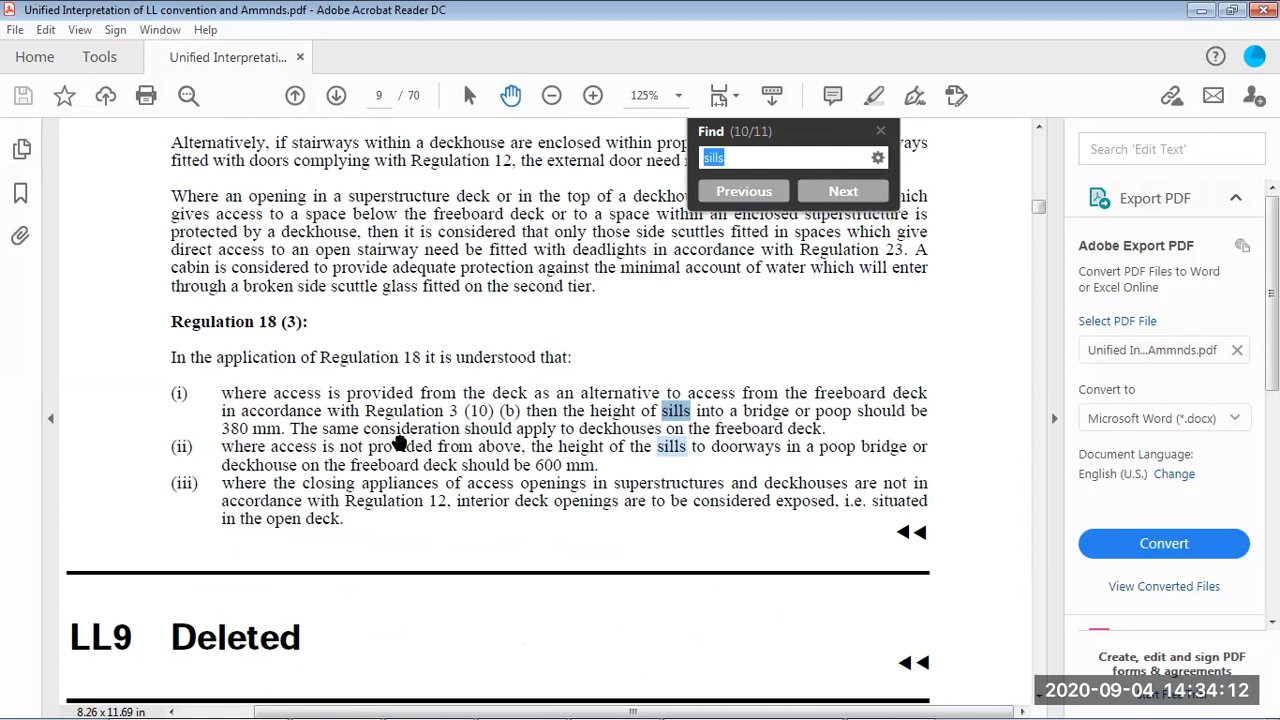 Unified Interpretation of LL convention and Ammnds.pdf - Adobe Acrobat Reader DC
File Edit View Sign Window Help
Home Tools Unified Interpretati... ×
9 / 70 125%
Find (10/11)
sills
Previous Next
Alternatively, if stairways within a deckhouse are enclosed within
fitted with doors complying with Regulation 12, the external door need
Where an opening in a superstructure deck or in the top of a which
gives access to a space below the freeboard deck or to a space within an enclosed superstructure is
protected by a deckhouse, then it is considered that only those side scuttles fitted in spaces which give
direct access to an open stairway need be fitted with deadlights in accordance with Regulation 23. A
cabin is considered to provide adequate protection against the minimal account of water which will enter
through a broken side scuttle glass fitted on the second tier.
Regulation 18 (3):
In the application of Regulation 18 it is understood that:
(i) where access is provided from the deck as an alternative to access from the freeboard deck
in accordance with Regulation 3 (10) (b) then the height of sills into a bridge or poop should be
380 mm. The same consideration should apply to deckhouses on the freeboard deck.
(ii) where access is not provided from above, the height of the sills to doorways in a poop bridge or
deckhouse on the freeboard deck should be 600 mm.
(iii) where the closing appliances of access openings in superstructures and deckhouses are not in
accordance with Regulation 12, interior deck openings are to be considered exposed, i.e. situated
in the open deck.
LL9 Deleted
8.26 x 11.69 in
Search 'Edit Text'
Export PDF
Adobe Export PDF
Convert PDF Files to Word
or Excel Online
Select PDF File
Unified In...Ammnds.pdf ×
Convert to
Microsoft Word (*.docx)
Document Language:
English (U.S.) Change
Convert
View Converted Files
Create, edit and sign PDF
forms & agreements
2020-09-04 14:34:12